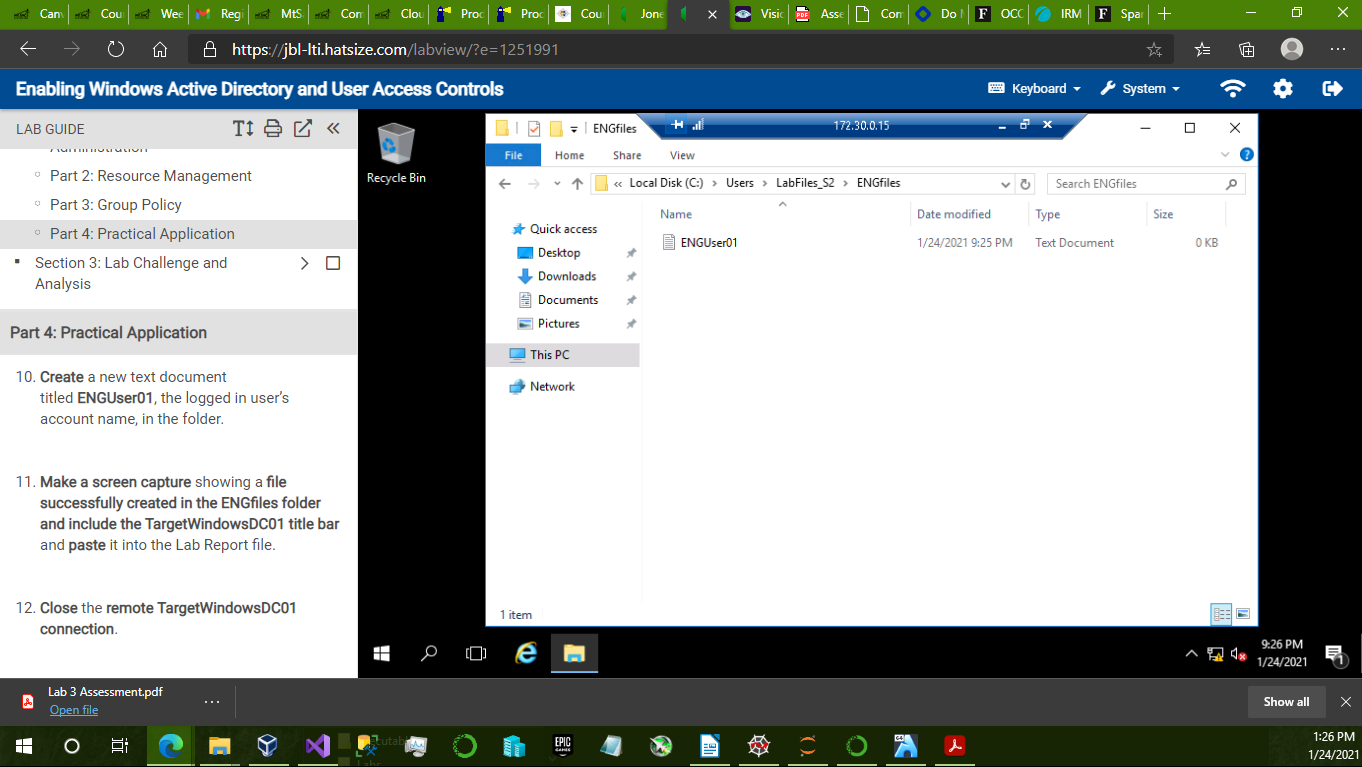 Can
Cou
Wee
Regi
MtS
Con
Clou
Proc
Proc
Cou
Jone
Visio
PDF
Asse
Con
Do N
F
OCC
IRM
F
Spar
https://jbl-lti.hatsize.com/labview/?e=1251991
Enabling Windows Active Directory and User Access Controls
Keyboard
System
LAB GUIDE
Administration
Part 2: Resource Management
Part 3: Group Policy
Part 4: Practical Application
Section 3: Lab Challenge and
Analysis
Part 4: Practical Application
10. Create a new text document
titled ENGUser01, the logged in user's
account name, in the folder.
11. Make a screen capture showing a file
successfully created in the ENGfiles folder
and include the TargetWindowsDC01 title bar
and paste it into the Lab Report file.
12. Close the remote TargetWindowsDC01
connection.
Recycle Bin
ENGfiles
172.30.0.15
File
Home
Share
View
« Local Disk (C:) › Users › LabFiles_S2 › ENGfiles
Search ENGfiles
Name
Date modified
Type
Size
Quick access
Desktop
Downloads
Documents
Pictures
This PC
Network
ENGUser01
1/24/2021 9:25 PM
Text Document
0 KB
1 item
9:26 PM
1/24/2021
1
Lab 3 Assessment.pdf
Open file
Show all
EPIC
GAMES
1:26 PM
1/24/2021